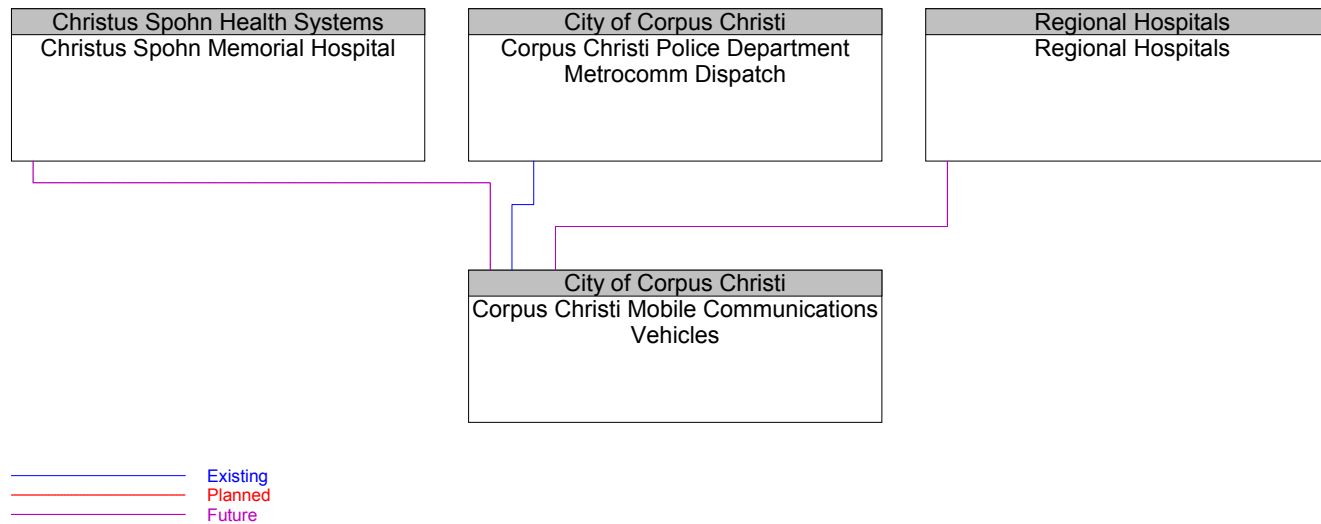 Christus Spohn Health Systems
Christus Spohn Memorial Hospital
City of Corpus Christi
Corpus Christi Police Department
Metrocomm Dispatch
Regional Hospitals
Regional Hospitals
City of Corpus Christi
Corpus Christi Mobile Communications
Vehicles
Existing
Planned
Future